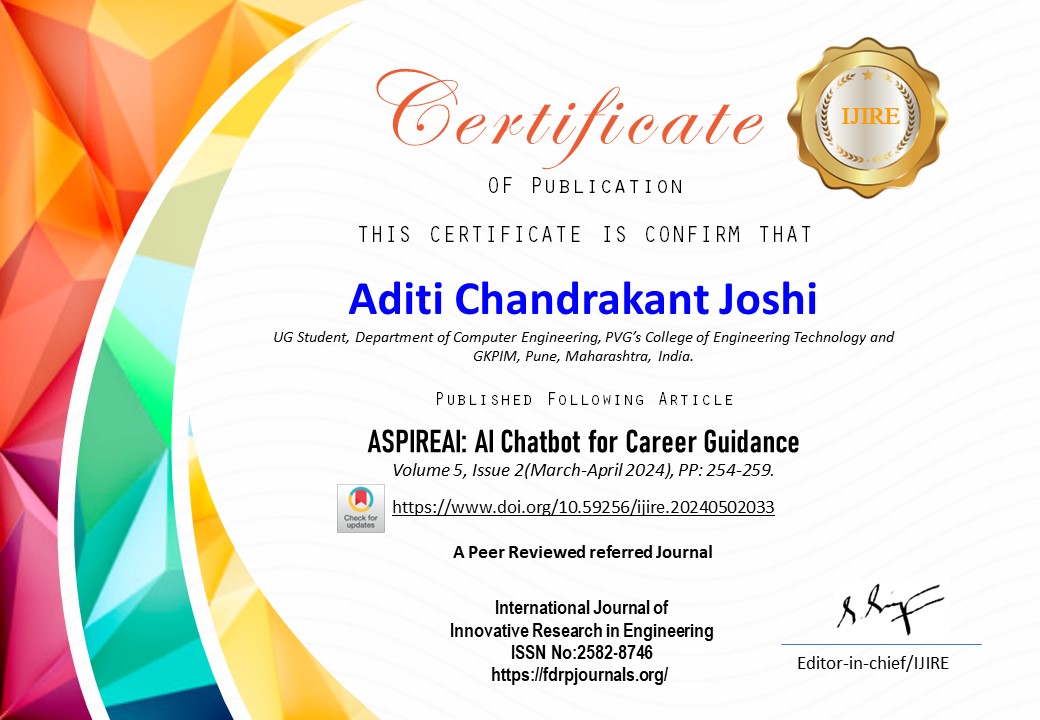 Certificate
IJIRE
OF PUBLICATION
THIS CERTIFICATE IS CONFIRM THAT
Aditi Chandrakant Joshi
UG Student, Department of Computer Engineering, PVG’s College of Engineering Technology and
GKPIM, Pune, Maharashtra, India.
PUBLISHED FOLLOWING ARTICLE
ASPIREAI: AI Chatbot for Career Guidance
Volume 5, Issue 2(March-April 2024), PP: 254-259.
Check for
updates
https://www.doi.org/10.59256/ijire.20240502033
A Peer Reviewed referred Journal
International Journal of
Innovative Research in Engineering
ISSN No:2582-8746
https://fdrpjournals.org/
Editor-in-chief/IJIRE